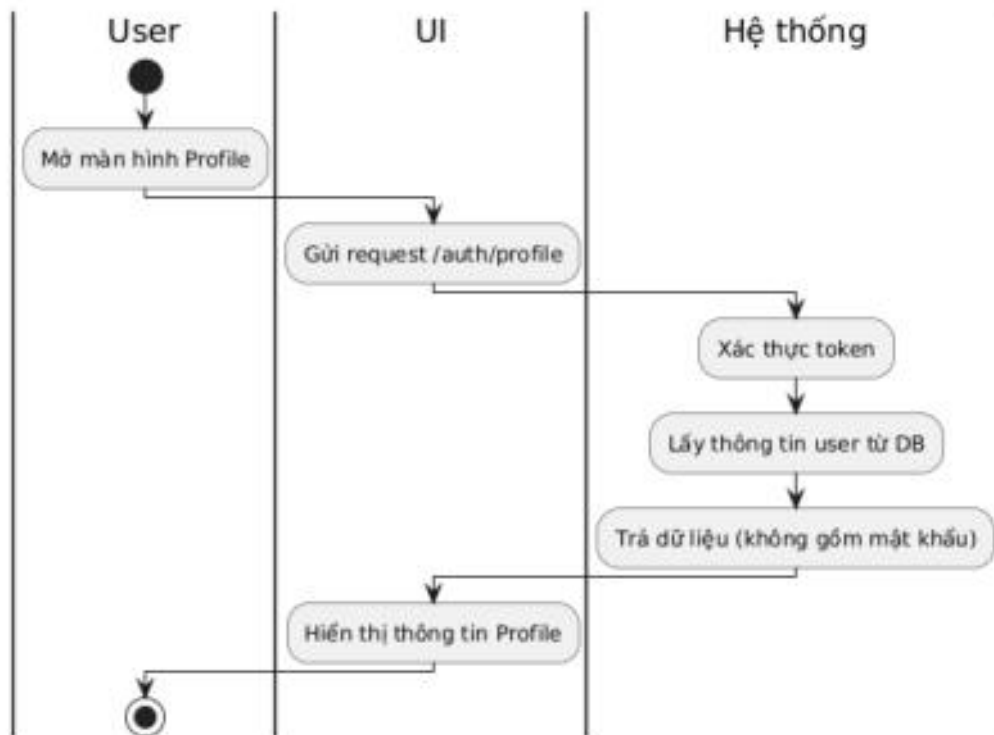 User
UI
Hệ thống
Mở màn hình Profile
Gửi request /auth/profile
Xác thực token
Lấy thông tin user từ DB
Trả dữ liệu (không gồm mật khẩu)
Hiển thị thông tin Profile